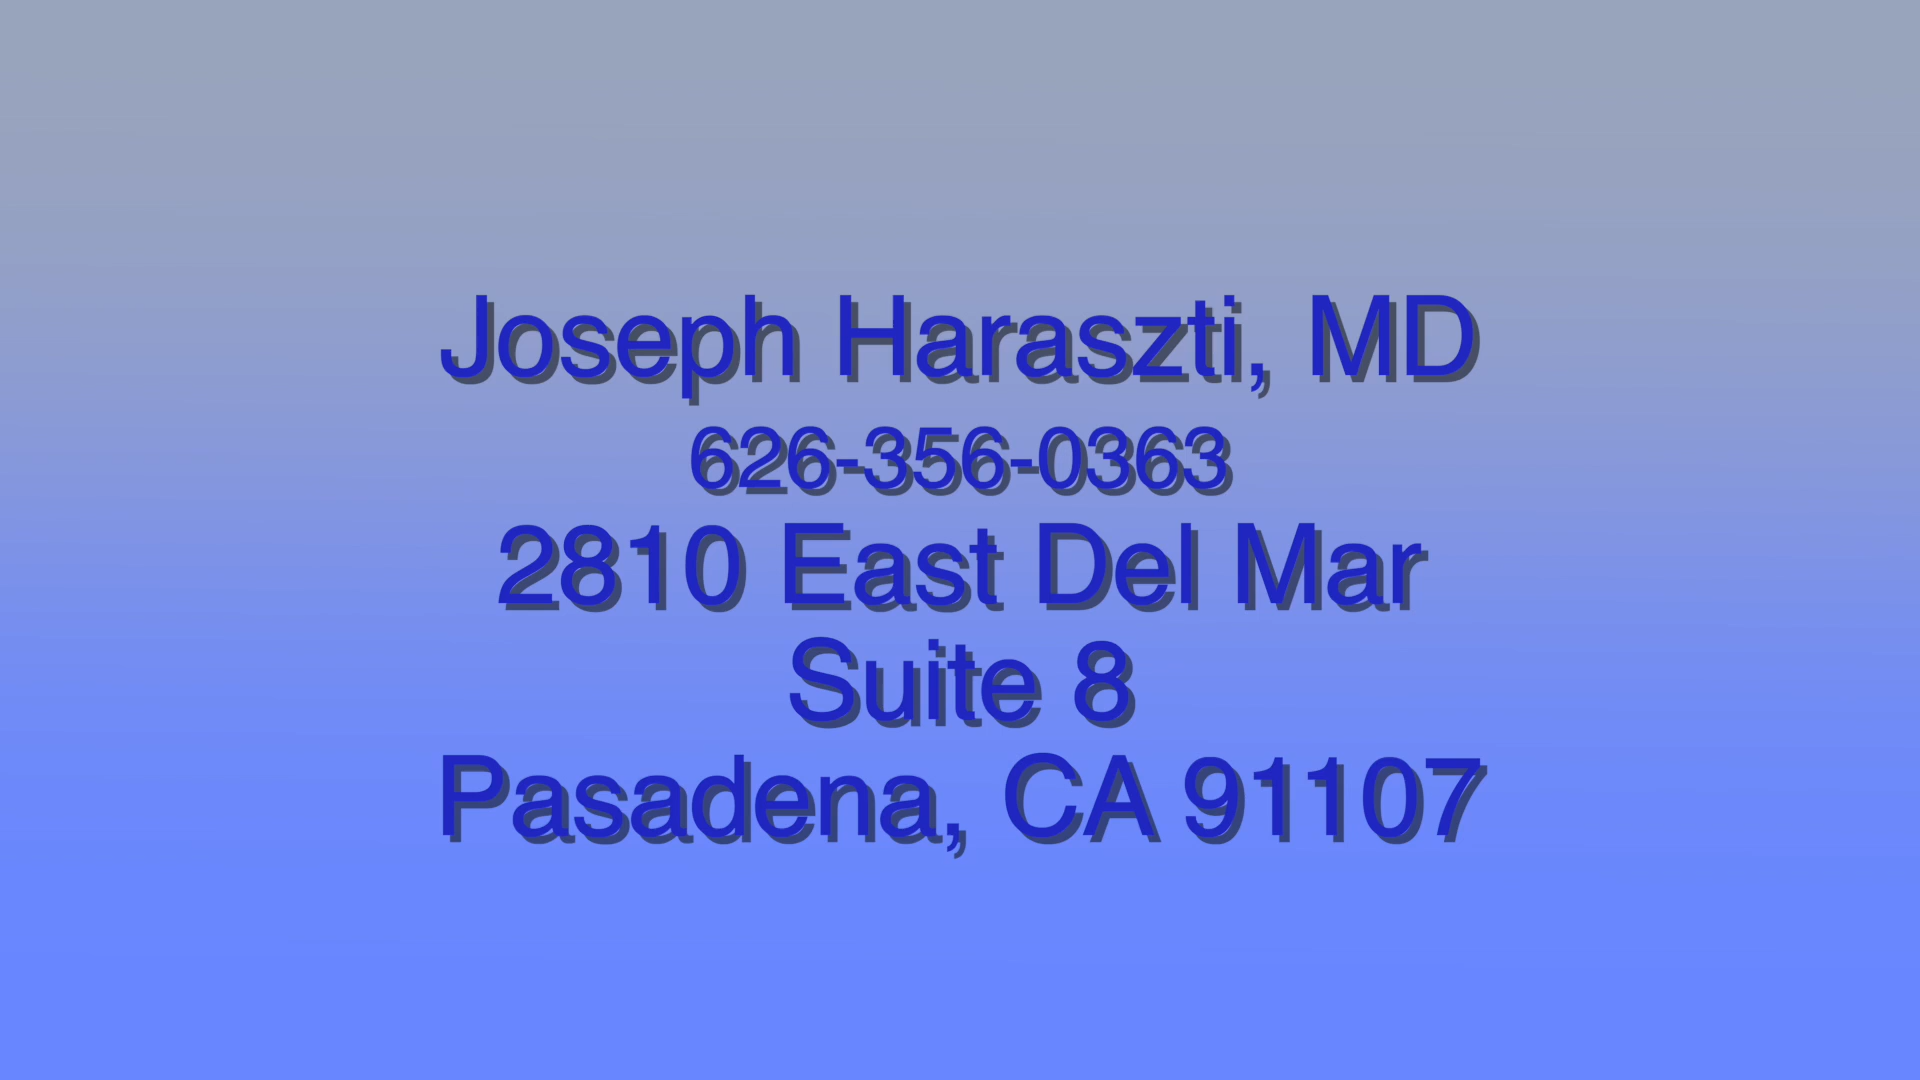 Joseph Haraszti, MD
626-356-0363
2810 East Del Mar
Suite 8
Pasadena, CA 91107